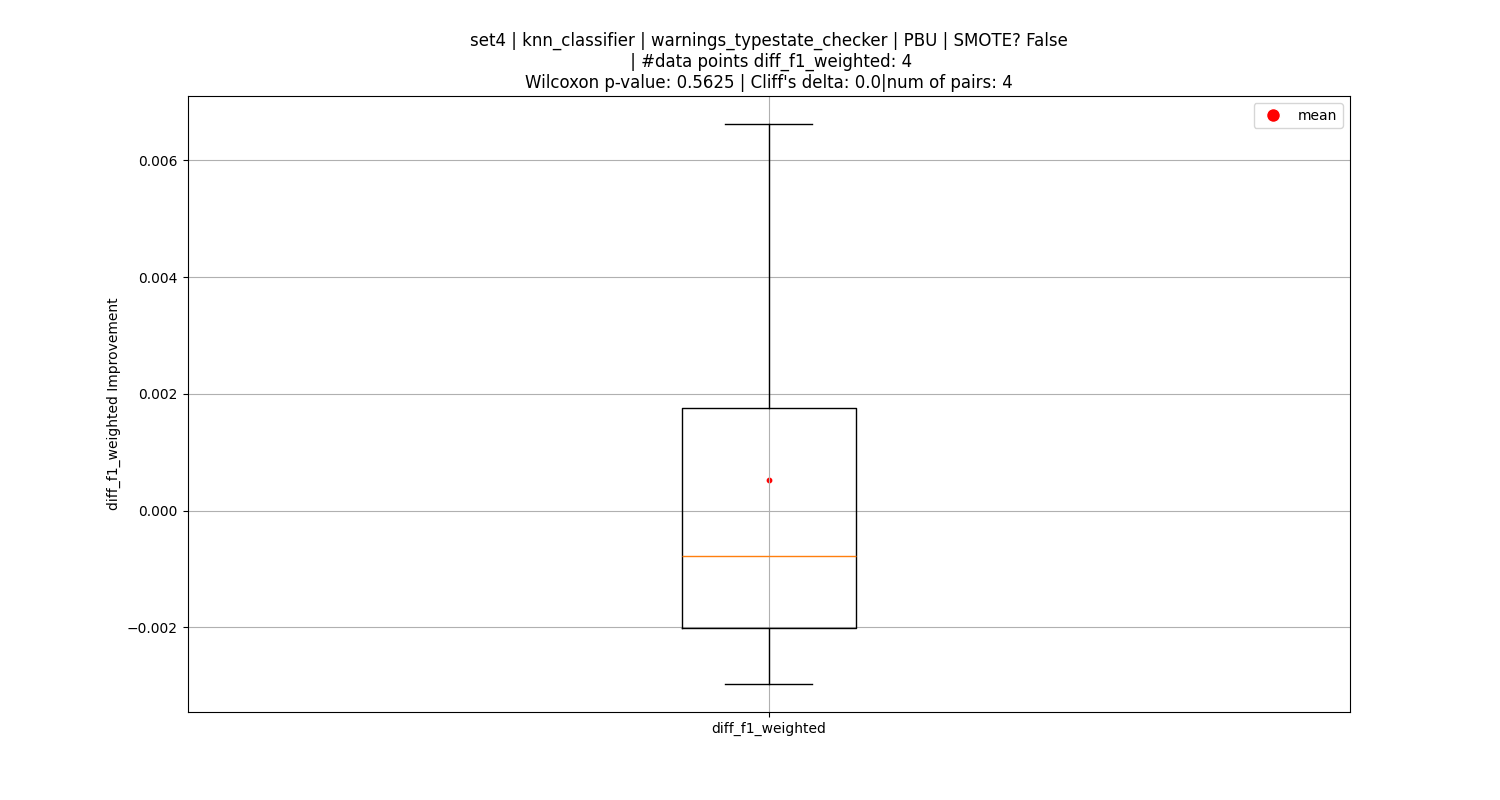 set4 | knn_classifier | warnings_typestate_checker | PBU | SMOTE? False
| #data points diff_f1_weighted: 4
Wilcoxon p-value: 0.5625 | Cliff's delta: 0.0|num of pairs: 4
mean
0.006
0.004
0.002
0.000
−0.002
diff_f1_weighted Improvement
diff_f1_weighted